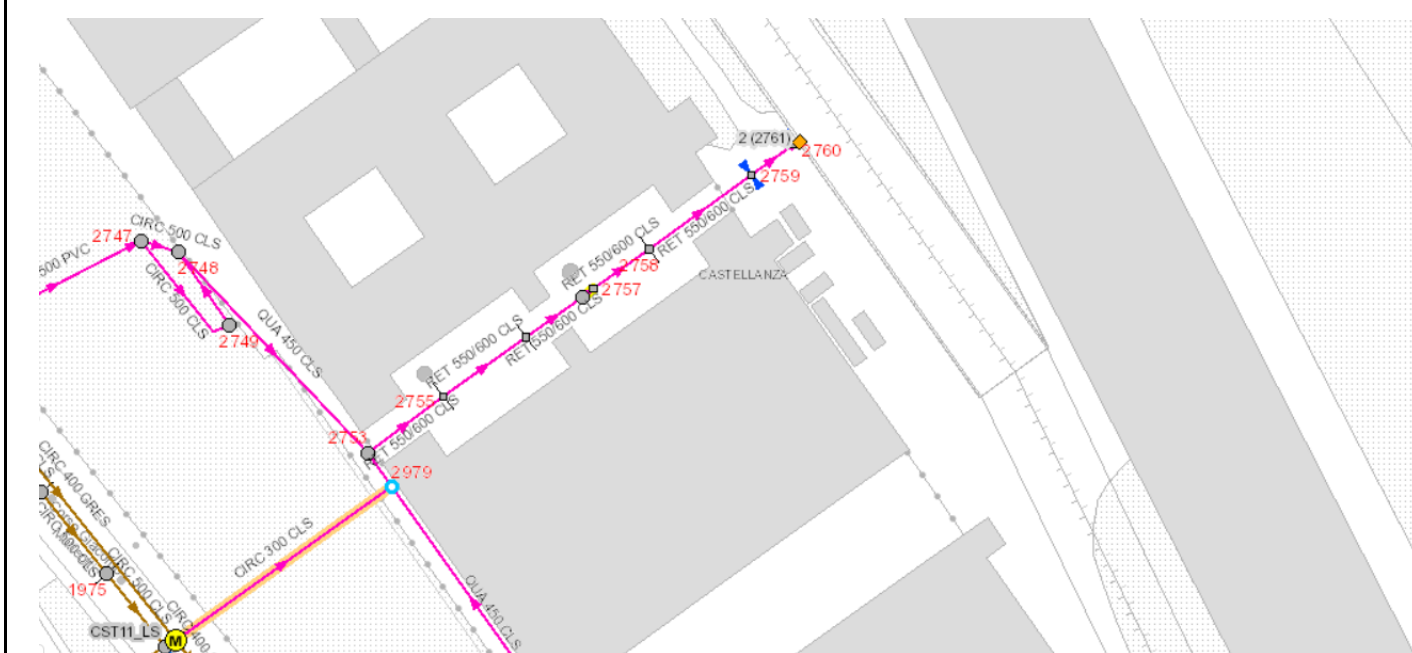 2 (2761)
2760
2759
RET 550/600 CLS
RET 550/600 CLS
2758
CASTELLANZA
2757
RET 550/600 CLS
RET 550/600 CLS
2755
RET 550/600 CLS
2747
CIRC 500 CLS
2748
500 PVC
CIRC 500 CLS
2749
QUA 450 CLS
2753
2979
CIRC 300 CLS
QUA 450 CLS
CIRC 400 GRES
CIRC 500 CLS
CIRC 400
1975
CST11_LS
M